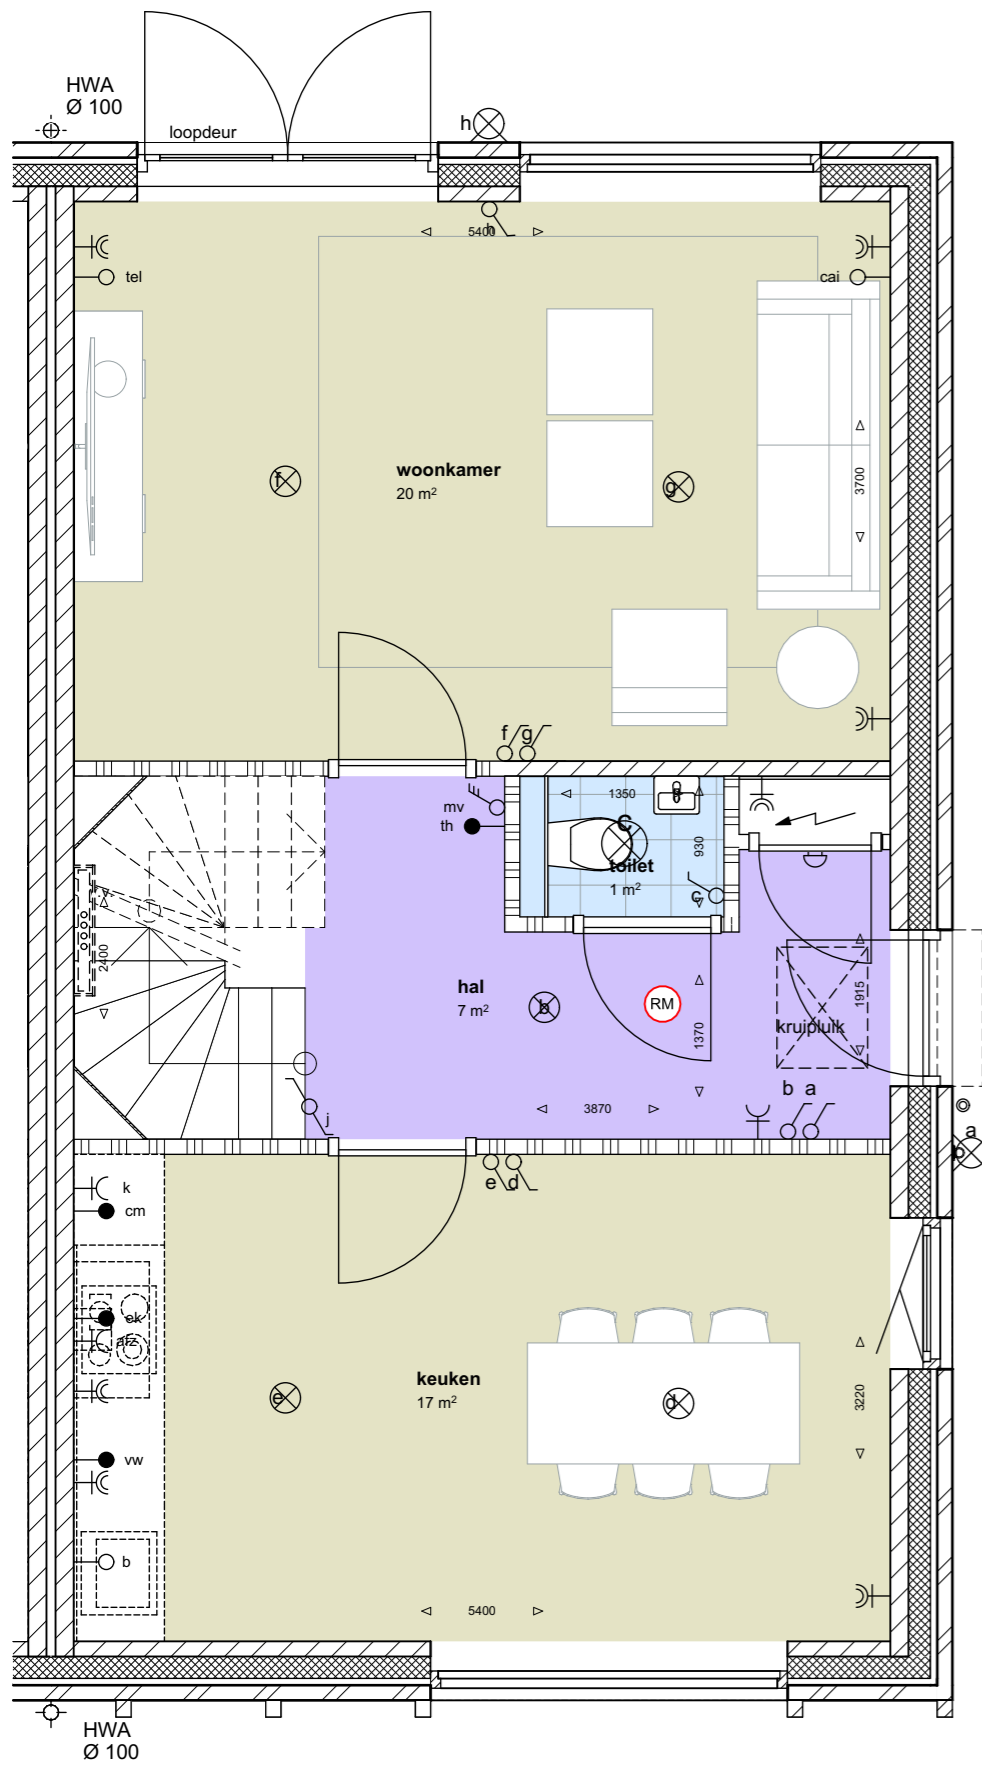 HWA
Ø 100
loopdeur
h
h
5400
tel
cai
f
woonkamer
20 m²
g
3700
f g
mv
th
1350
C
930
toilet
1 m²
c
2400
hal
7 m²
b
RM
1370
1915
kruipluik
3870
b a
j
a
e d
k
cm
ek
afz
keuken
17 m²
e
d
3220
vw
b
5400
HWA
Ø 100